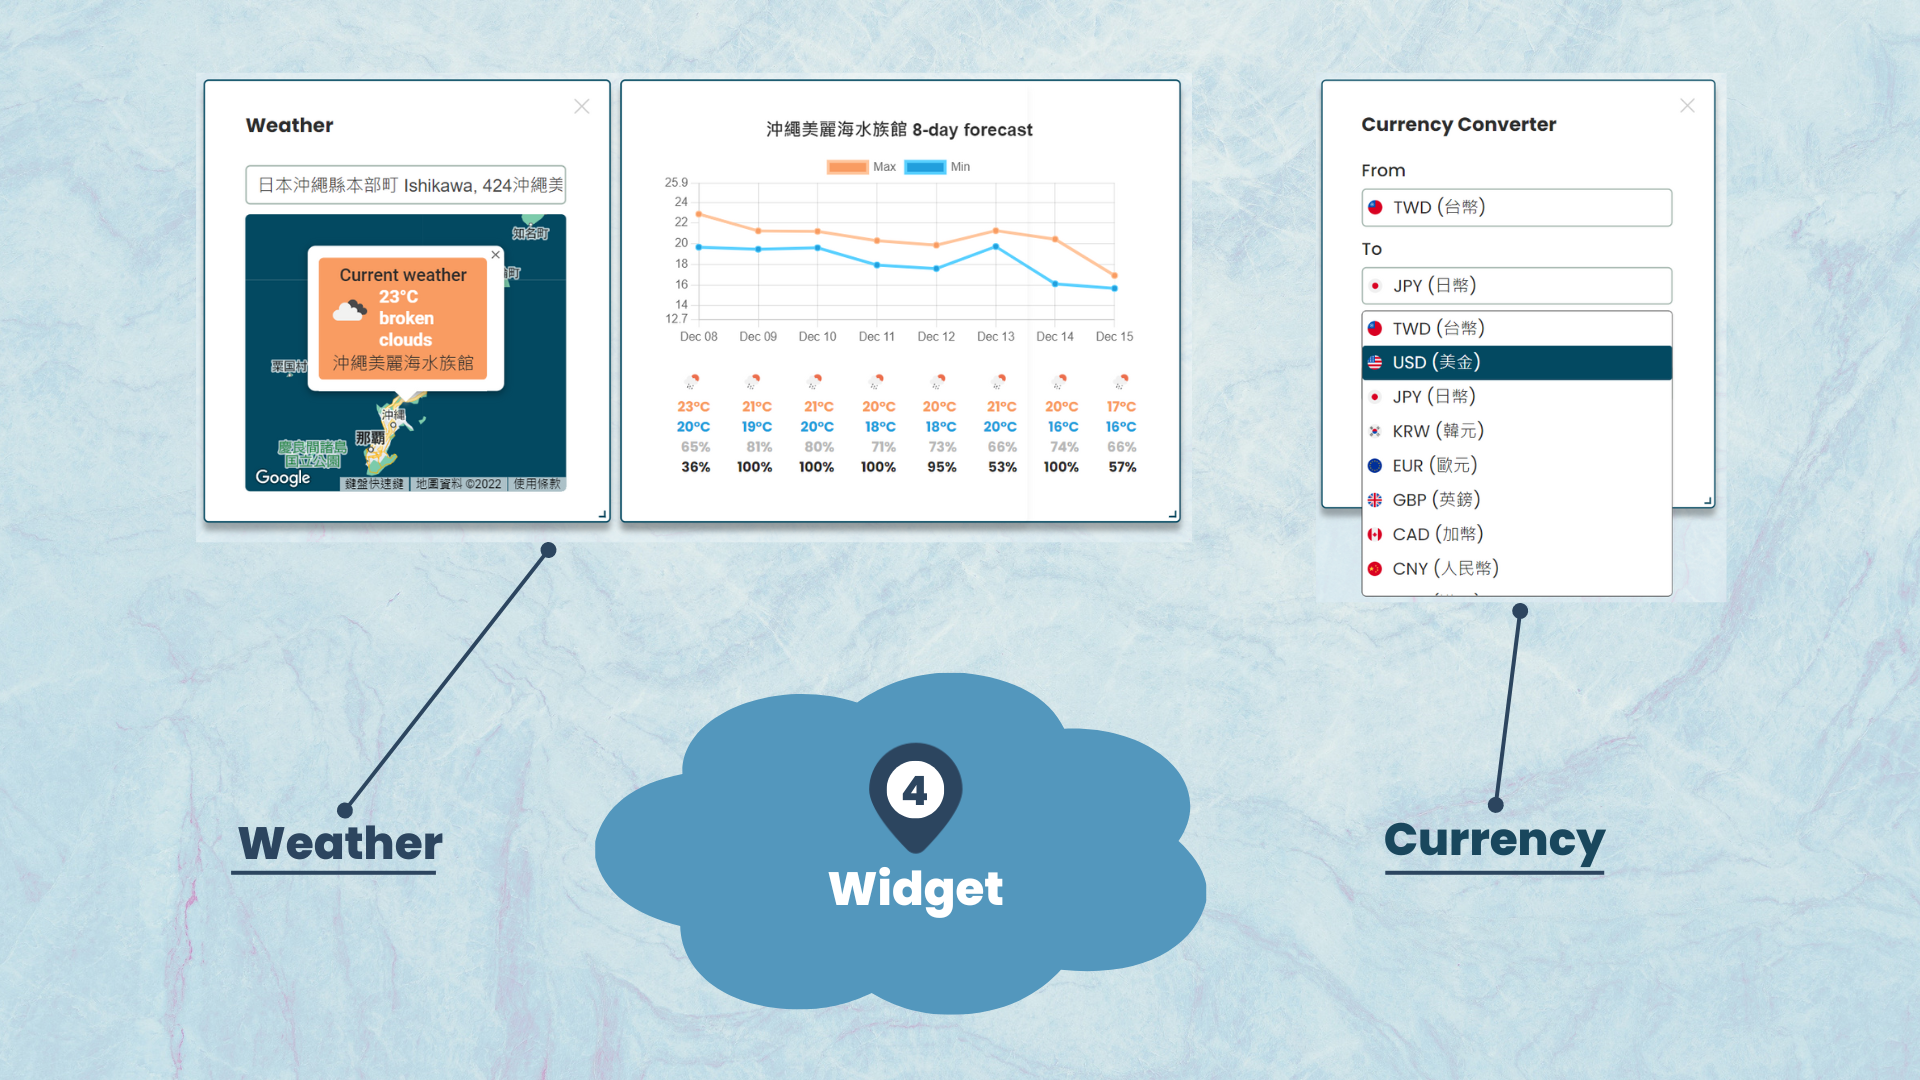 Weather
日本沖繩縣本部町 Ishikawa, 424沖繩美
知名町
Current weather
23°C
broken
clouds
沖繩美麗海水族館
粟国村
沖縄
那覇
慶良間諸島
国立公園
Google
鍵盤快速鍵
地圖資料 ©2022
使用條款
沖繩美麗海水族館 8-day forecast
Max
Min
25.9
24
22
20
18
16
14
12.7
Dec 08 Dec 09 Dec 10 Dec 11 Dec 12 Dec 13 Dec 14 Dec 15
23°C 21°C 21°C 20°C 20°C 21°C 20°C 17°C
20°C 19°C 20°C 18°C 18°C 20°C 16°C 16°C
65% 81% 80% 71% 73% 66% 74% 66%
36% 100% 100% 100% 95% 53% 100% 57%
Currency Converter
From
TWD (台幣)
To
JPY (日幣)
TWD (台幣)
USD (美金)
JPY (日幣)
KRW (韓元)
EUR (歐元)
GBP (英鎊)
CAD (加幣)
CNY (人民幣)
Weather
4
Widget
Currency